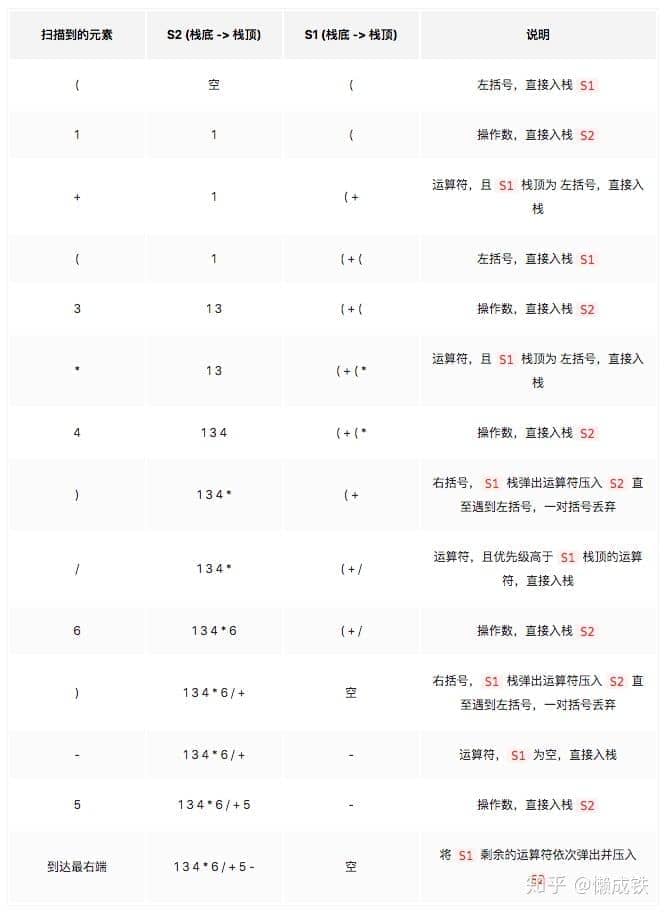 扫描到的元素 S2 (栈底 -> 栈顶) S1 (栈底 -> 栈顶) 说明
( 空 ( 左括号，直接入栈 S1
1 1 ( 操作数，直接入栈 S2
+ 1 ( + 运算符，且 S1 栈顶为 左括号，直接入
栈
( 1 ( + ( 左括号，直接入栈 S1
3 1 3 ( + ( 操作数，直接入栈 S2
* 1 3 ( + ( * 运算符，且 S1 栈顶为 左括号，直接入
栈
4 1 3 4 ( + ( * 操作数，直接入栈 S2
) 1 3 4 * ( + 右括号， S1 栈弹出运算符压入 S2 直
至遇到左括号，一对括号丢弃
/ 1 3 4 * ( + / 运算符，且优先级高于 S1 栈顶的运算
符，直接入栈
6 1 3 4 * 6 ( + / 操作数，直接入栈 S2
) 1 3 4 * 6 / + 空 右括号， S1 栈弹出运算符压入 S2 直
至遇到左括号，一对括号丢弃
- 1 3 4 * 6 / + - 运算符， S1 为空，直接入栈
5 1 3 4 * 6 / + 5 - 操作数，直接入栈 S2
到达最右端 1 3 4 * 6 / + 5 - 空 将 S1 剩余的运算符依次弹出并压入
S2
知乎 @懒成铁